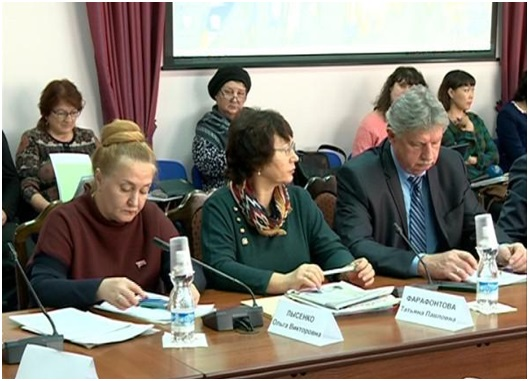 ЛЫСЕНКО
Ольга Викторовна
ФАРАФОНТОВА
Татьяна Павловна